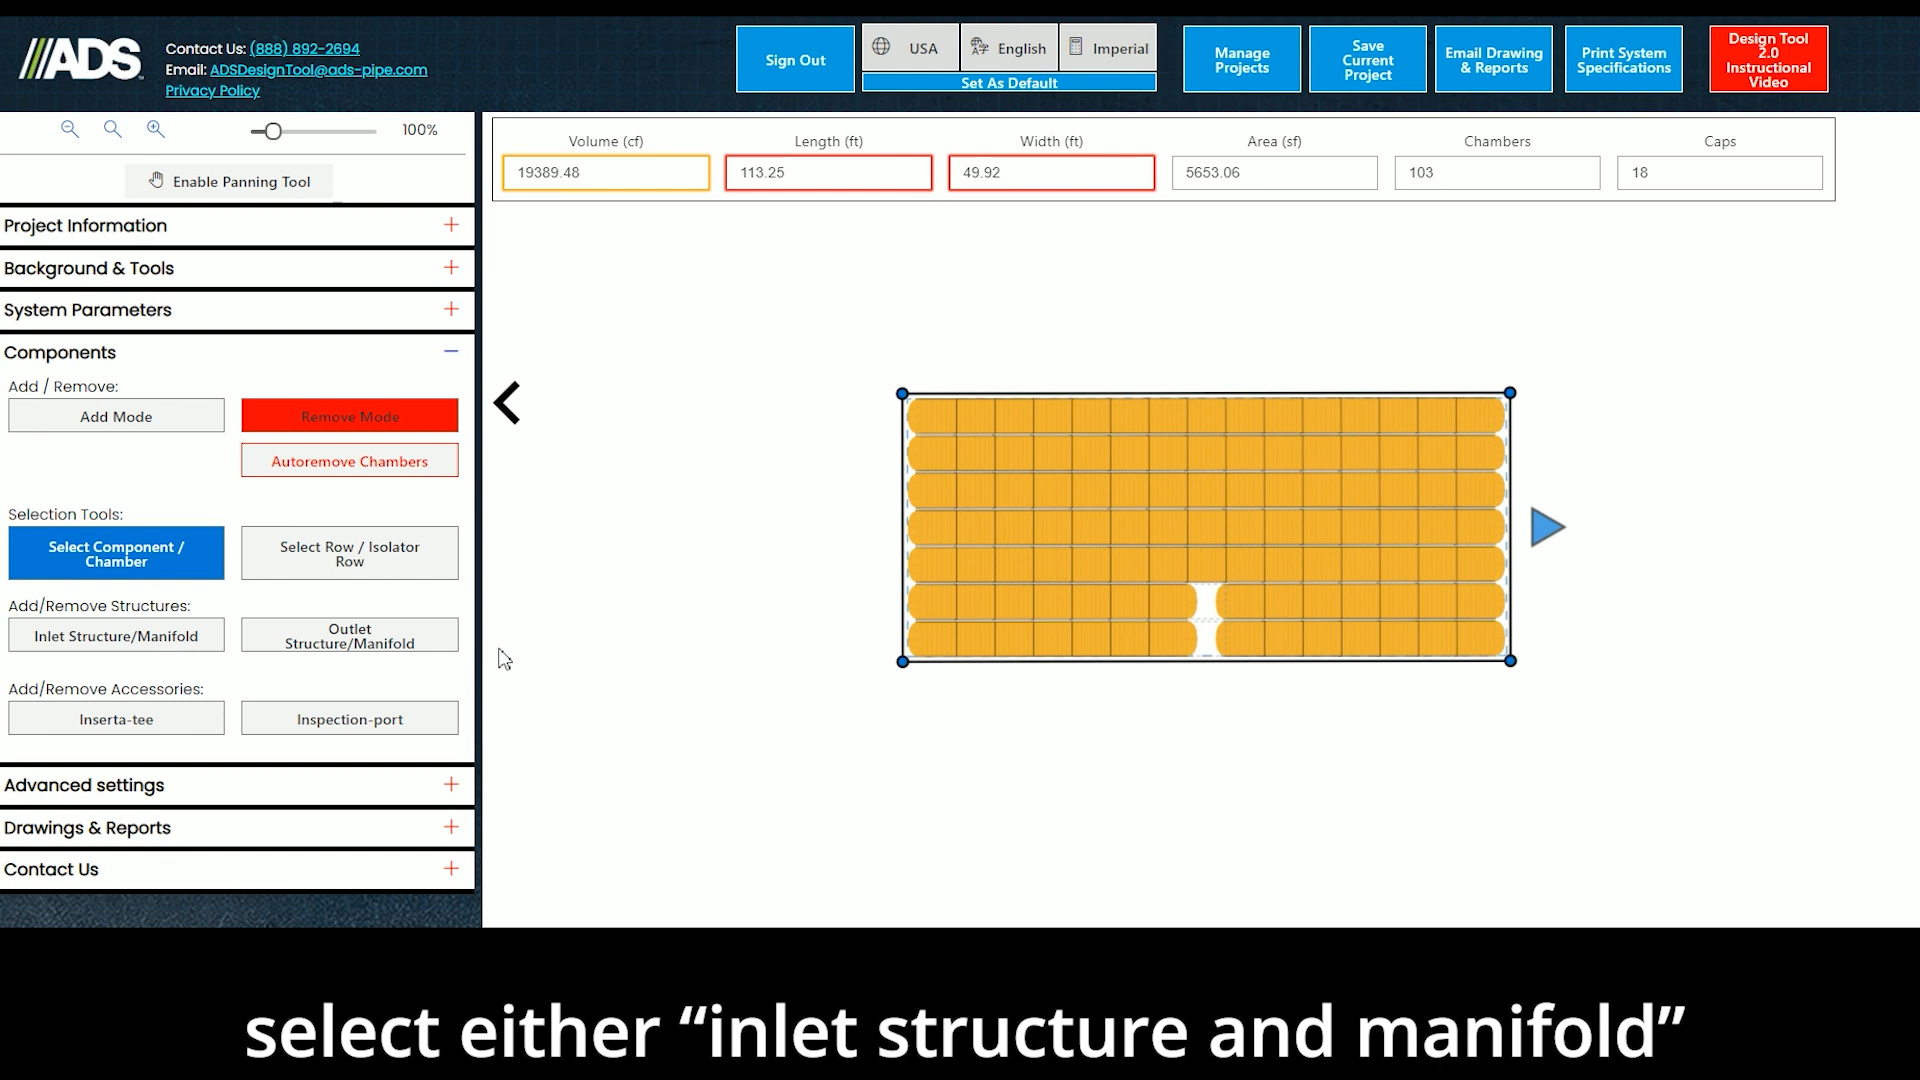 ADS
Contact Us: (888) 892-2694
Email: ADSDesignTool@ads-pipe.com
Privacy Policy
Sign Out
USA
English
Imperial
Set As Default
Manage
Projects
Save
Current
Project
Email Drawing
& Reports
Print System
Specifications
Design Tool
2.0
Instructional
Video
100%
Enable Panning Tool
Project Information
Background & Tools
System Parameters
Components
Add / Remove:
Add Mode
Remove Mode
Autoremove Chambers
Selection Tools:
Select Component /
Chamber
Select Row / Isolator
Row
Add/Remove Structures:
Inlet Structure/Manifold
Outlet
Structure/Manifold
Add/Remove Accessories:
Inserta-tee
Inspection-port
Advanced settings
Drawings & Reports
Contact Us
Volume (cf)
Length (ft)
Width (ft)
Area (sf)
Chambers
Caps
19389.48
113.25
49.92
5653.06
103
18
select either “inlet structure and manifold”